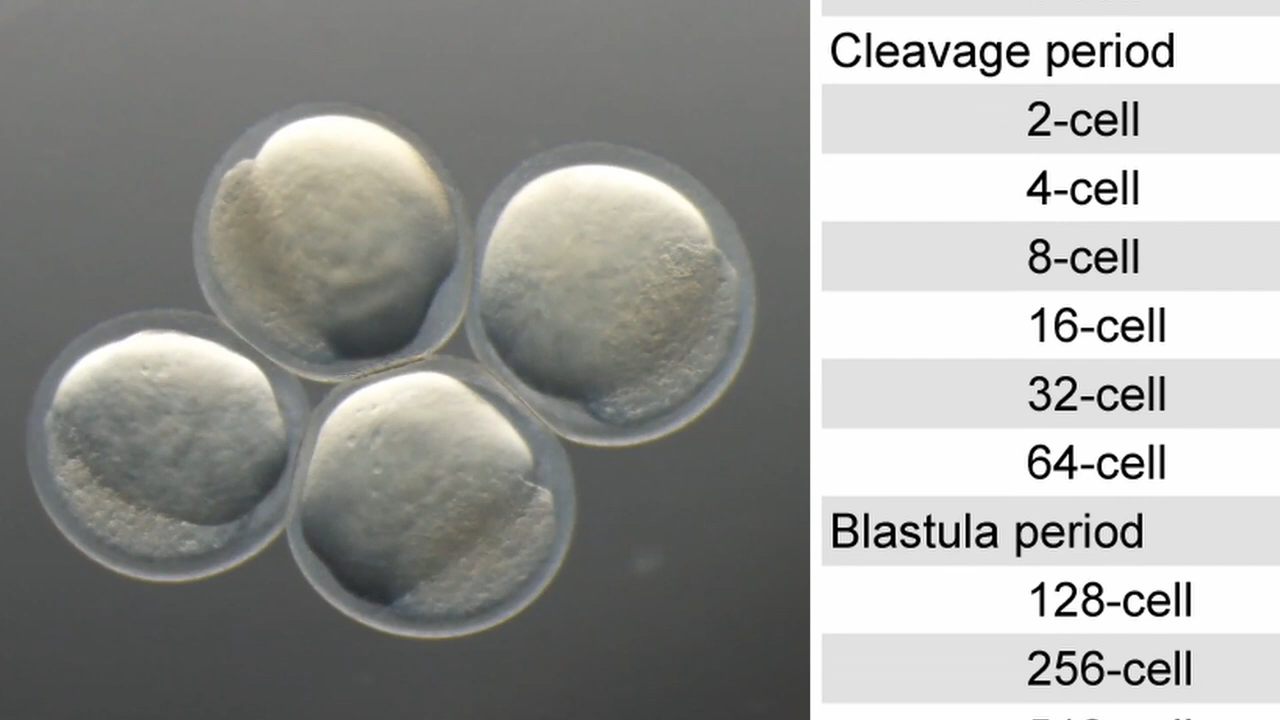 Cleavage period
2-cell
4-cell
8-cell
16-cell
32-cell
64-cell
Blastula period
128-cell
256-cell